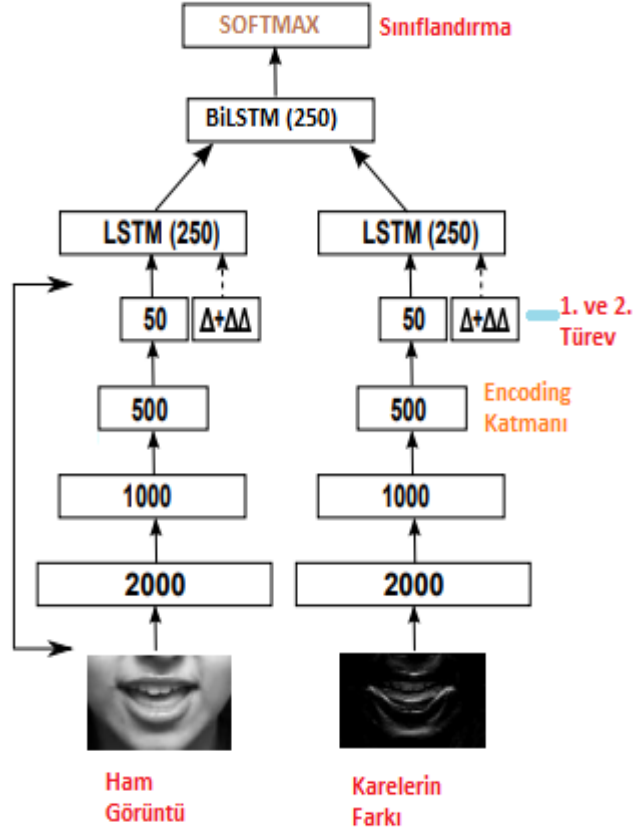 SOFTMAX
Sınıflandırma
BiLSTM (250)
LSTM (250)
LSTM (250)
50
Δ+ΔΔ
50
Δ+ΔΔ
1. ve 2.
Türev
500
500
Encoding
Katmanı
1000
1000
2000
2000
Ham
Görüntü
Karelerin
Farkı